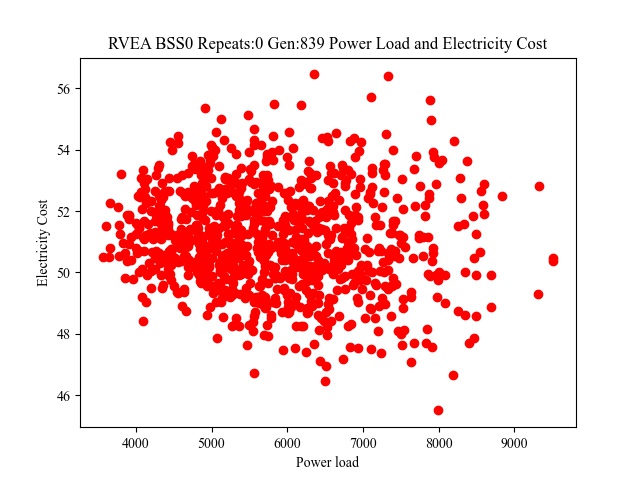 RVEA BSS0 Repeats:0 Gen:839 Power Load and Electricity Cost
56
54
52
50
48
46
Electricity Cost
4000 5000 6000 7000 8000 9000
Power load